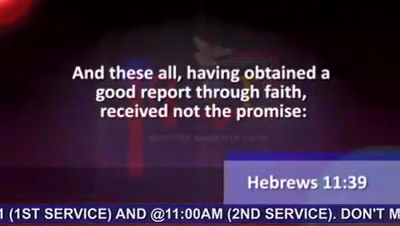 And these all, having obtained a
good report through faith,
received not the promise:
Hebrews 11:39
1 (1ST SERVICE) AND @11:00AM (2ND SERVICE). DON'T M